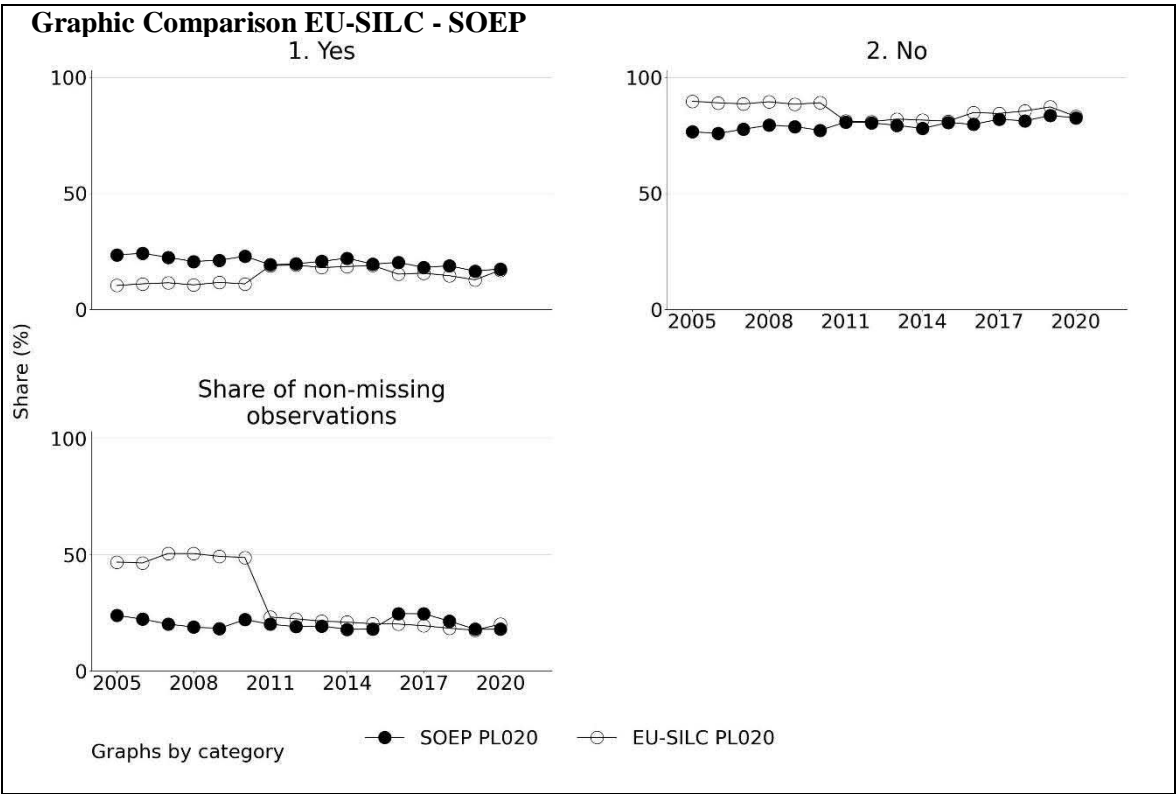 Graphic Comparison EU-SILC - SOEP
1. Yes
2. No
100
50
0
100
50
0
2005 2008 2011 2014 2017 2020
Share (%)
Share of non-missing
observations
100
50
0
2005 2008 2011 2014 2017 2020
SOEP PL020 EU-SILC PL020
Graphs by category